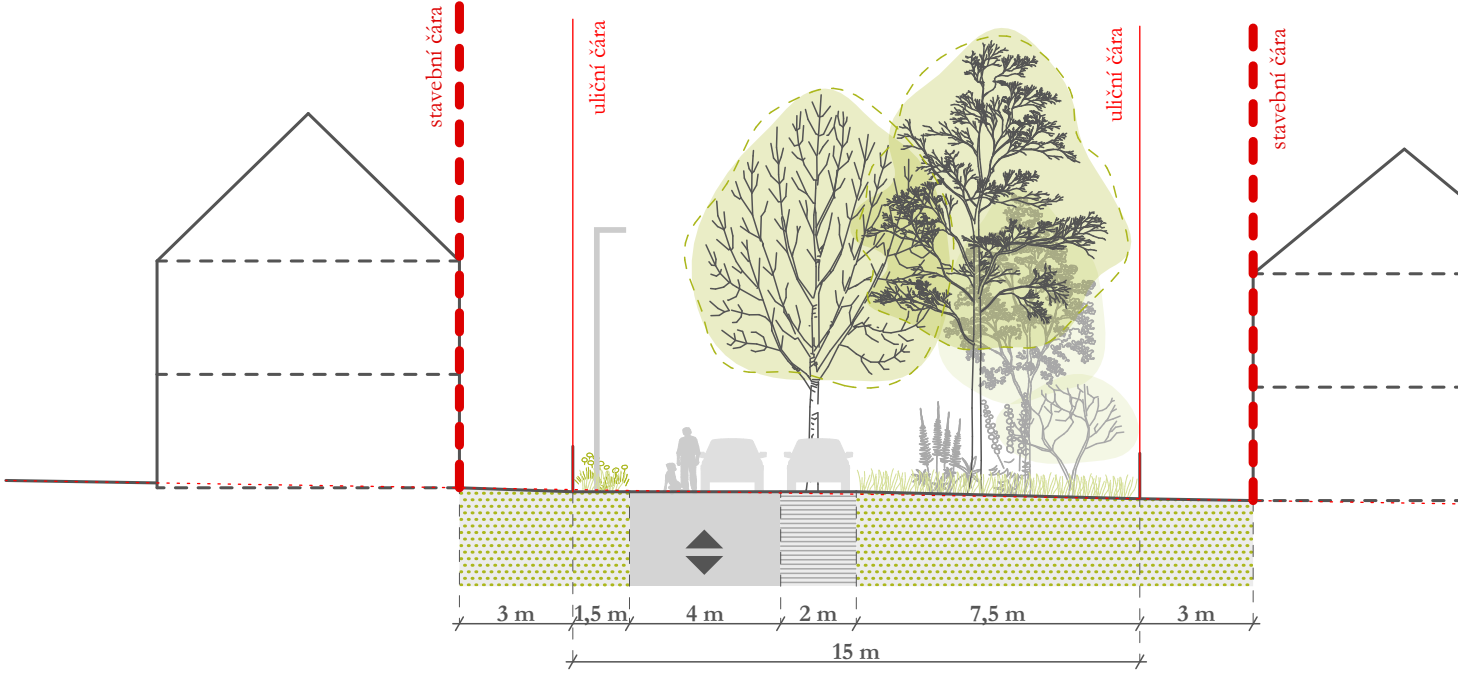 stavební čára
uliční čára
uliční čára
stavební čára
3 m
1,5 m
4 m
2 m
7,5 m
3 m
15 m